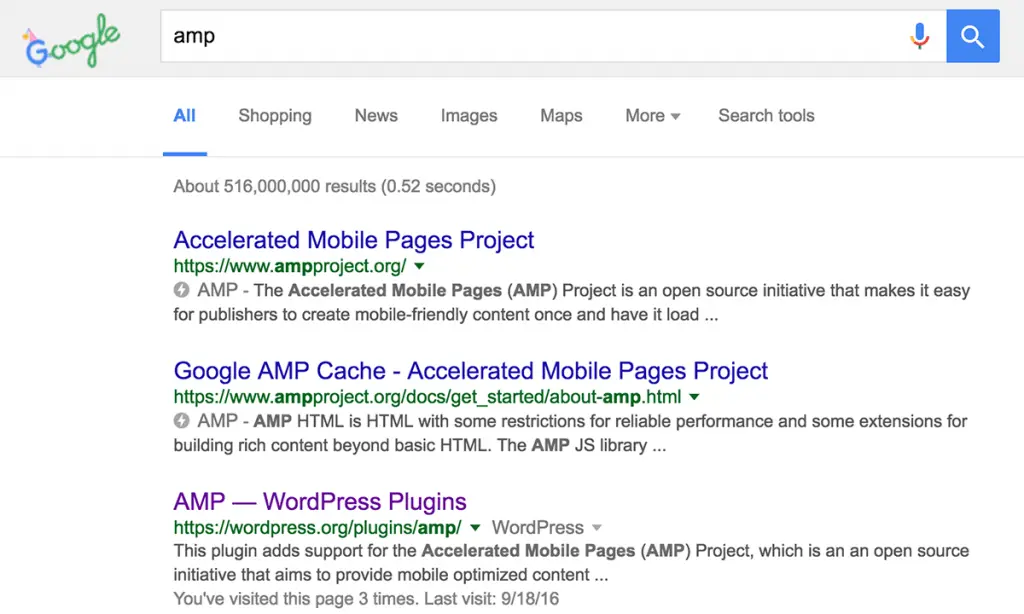 Google
amp
All Shopping News Images Maps More Search tools
About 516,000,000 results (0.52 seconds)
Accelerated Mobile Pages Project
https://www.ampproject.org/
AMP - The Accelerated Mobile Pages (AMP) Project is an open source initiative that makes it easy
for publishers to create mobile-friendly content once and have it load ...
Google AMP Cache - Accelerated Mobile Pages Project
https://www.ampproject.org/docs/get_started/about-amp.html
AMP - AMP HTML is HTML with some restrictions for reliable performance and some extensions for
building rich content beyond basic HTML. The AMP JS library ...
AMP — WordPress Plugins
https://wordpress.org/plugins/amp/ WordPress
This plugin adds support for the Accelerated Mobile Pages (AMP) Project, which is an an open source
initiative that aims to provide mobile optimized content ...
You've visited this page 3 times. Last visit: 9/18/16